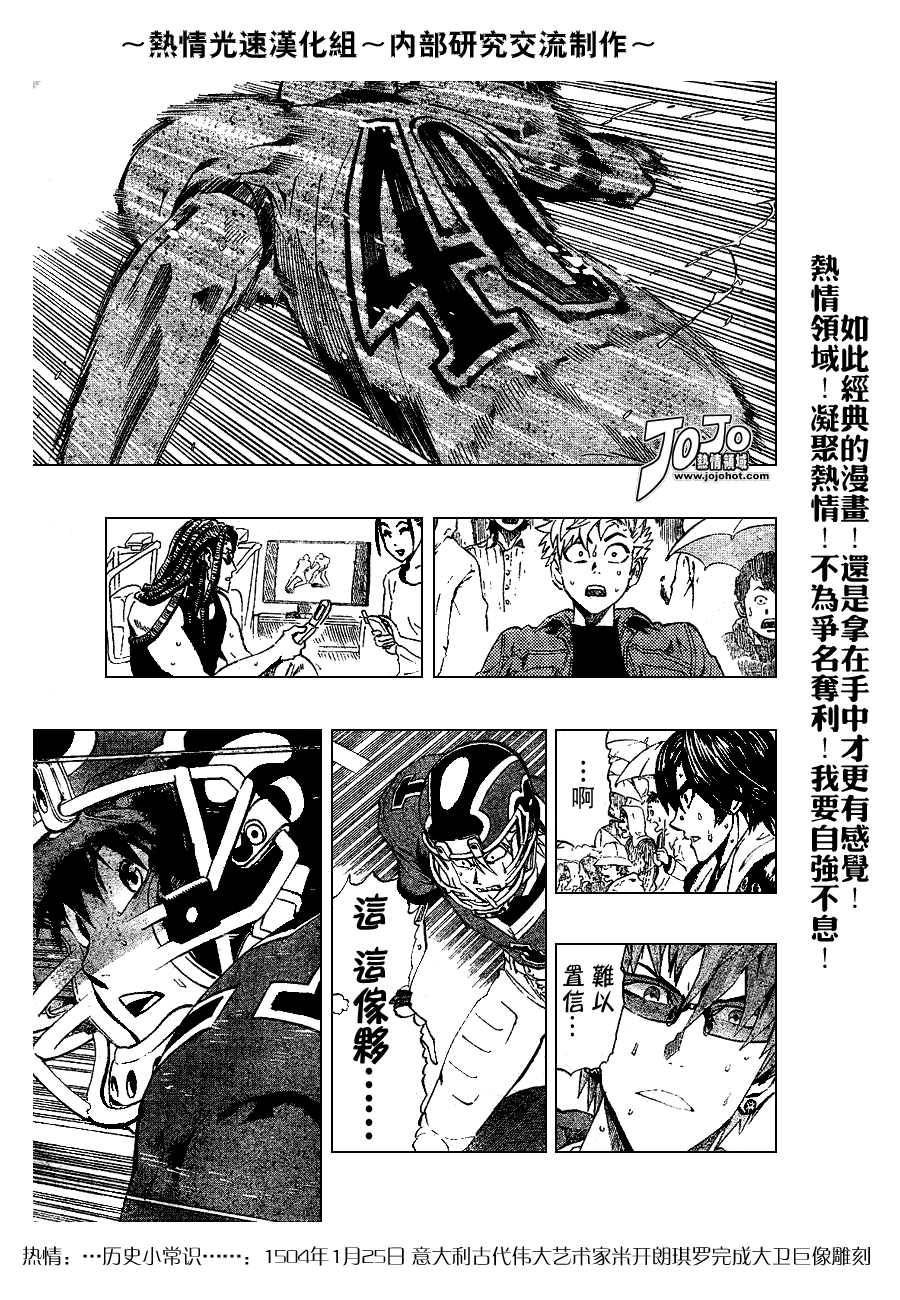 ～熱情光速漢化組～内部研究交流制作～
40
JOJO
熱情領域
www.jojohot.com
如此經典的漫畫！還是拿在手中才更有感覺！
熱情領域！凝聚熱情！不為爭名奪利！我要自強不息！
…啊
難以
置信…
這 這傢夥……
热情：…历史小常识……：1504年1月25日 意大利古代伟大艺术家米开朗琪罗完成大卫巨像雕刻